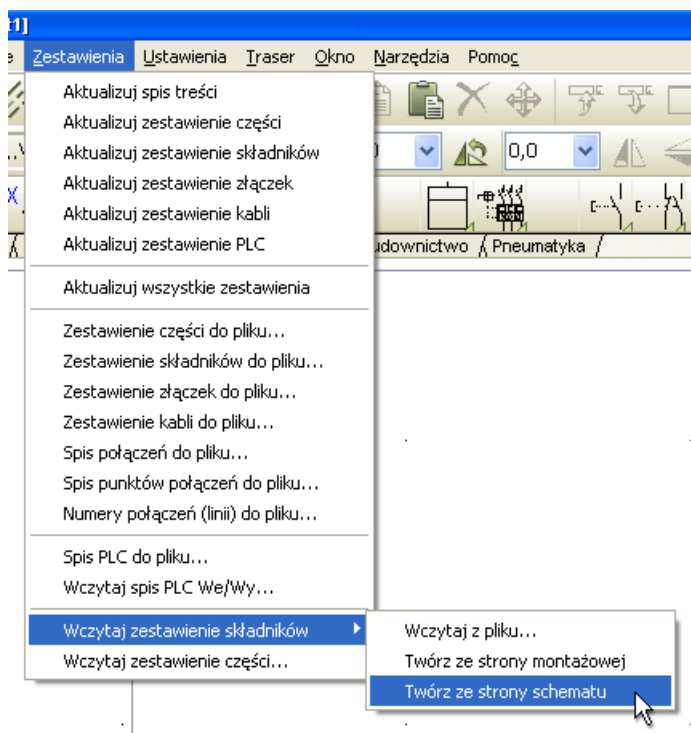 t1]
e Zestawienia Ustawienia Traser Okno Narzędzia Pomoc
Aktualizuj spis treści
Aktualizuj zestawienie części
Aktualizuj zestawienie składników
0,0
Aktualizuj zestawienie złączek
X
Aktualizuj zestawienie kabli
Aktualizuj zestawienie PLC
udownictwo Pneumatyka
Aktualizuj wszystkie zestawienia
Zestawienie części do pliku...
Zestawienie składników do pliku...
Zestawienie złączek do pliku...
Zestawienie kabli do pliku...
Spis połączeń do pliku...
Spis punktów połączeń do pliku...
Numery połączeń (linii) do pliku...
Spis PLC do pliku...
Wczytaj spis PLC We/Wy...
Wczytaj zestawienie składników
Wczytaj z pliku...
Wczytaj zestawienie części...
Twórz ze strony montażowej
Twórz ze strony schematu